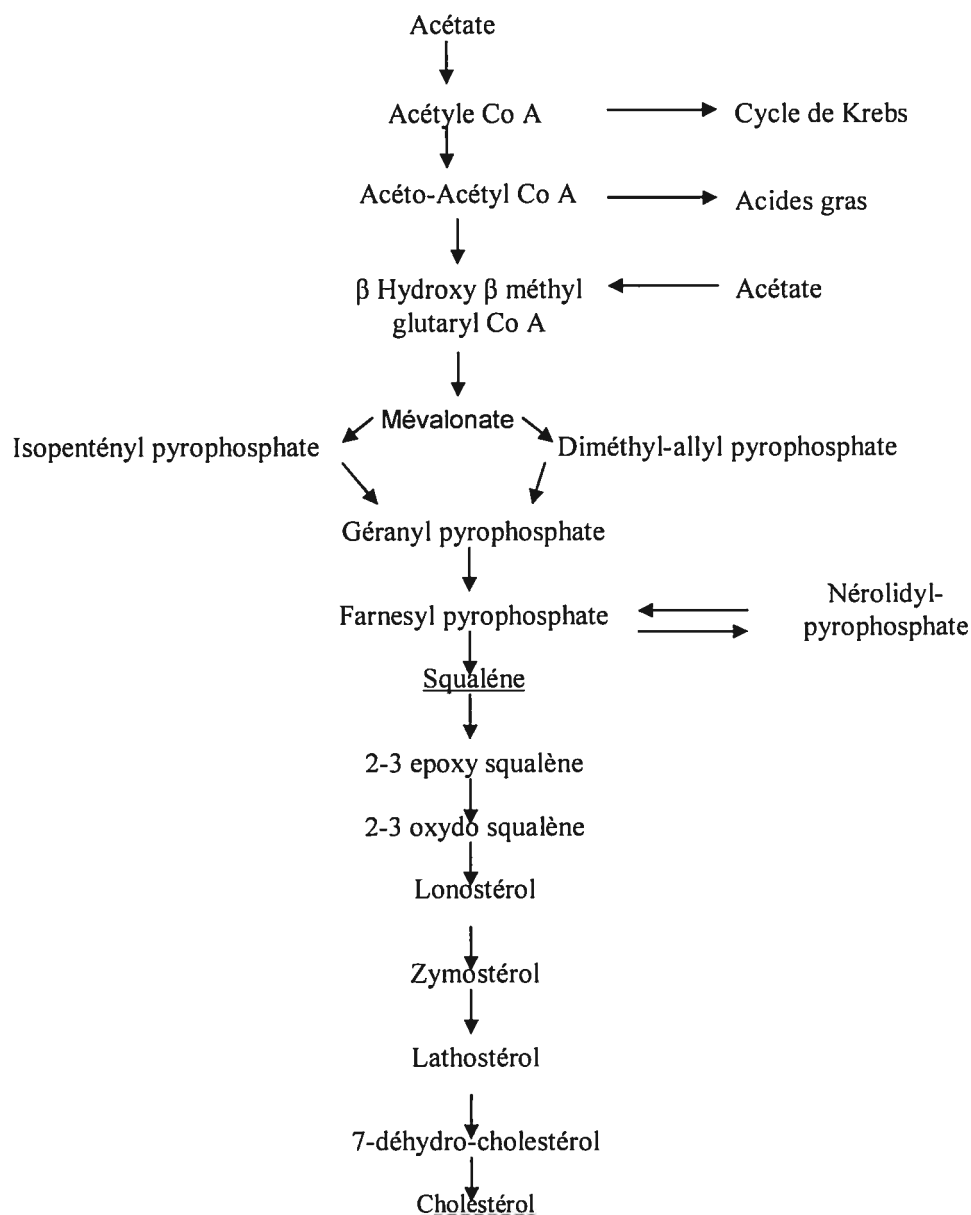 Acétate
Acétyle Co A
Cycle de Krebs
Acéto-Acétyl Co A
Acides gras
β Hydroxy β méthyl
glutaryl Co A
Acétate
Mévalonate
Isopentényl pyrophosphate
Diméthyl-allyl pyrophosphate
Géranyl pyrophosphate
Farnesyl pyrophosphate
Nérolidyl-
pyrophosphate
Squaléne
2-3 epoxy squalène
2-3 oxydo squalène
Lonostérol
Zymostérol
Lathostérol
7-déhydro-cholestérol
Cholestérol